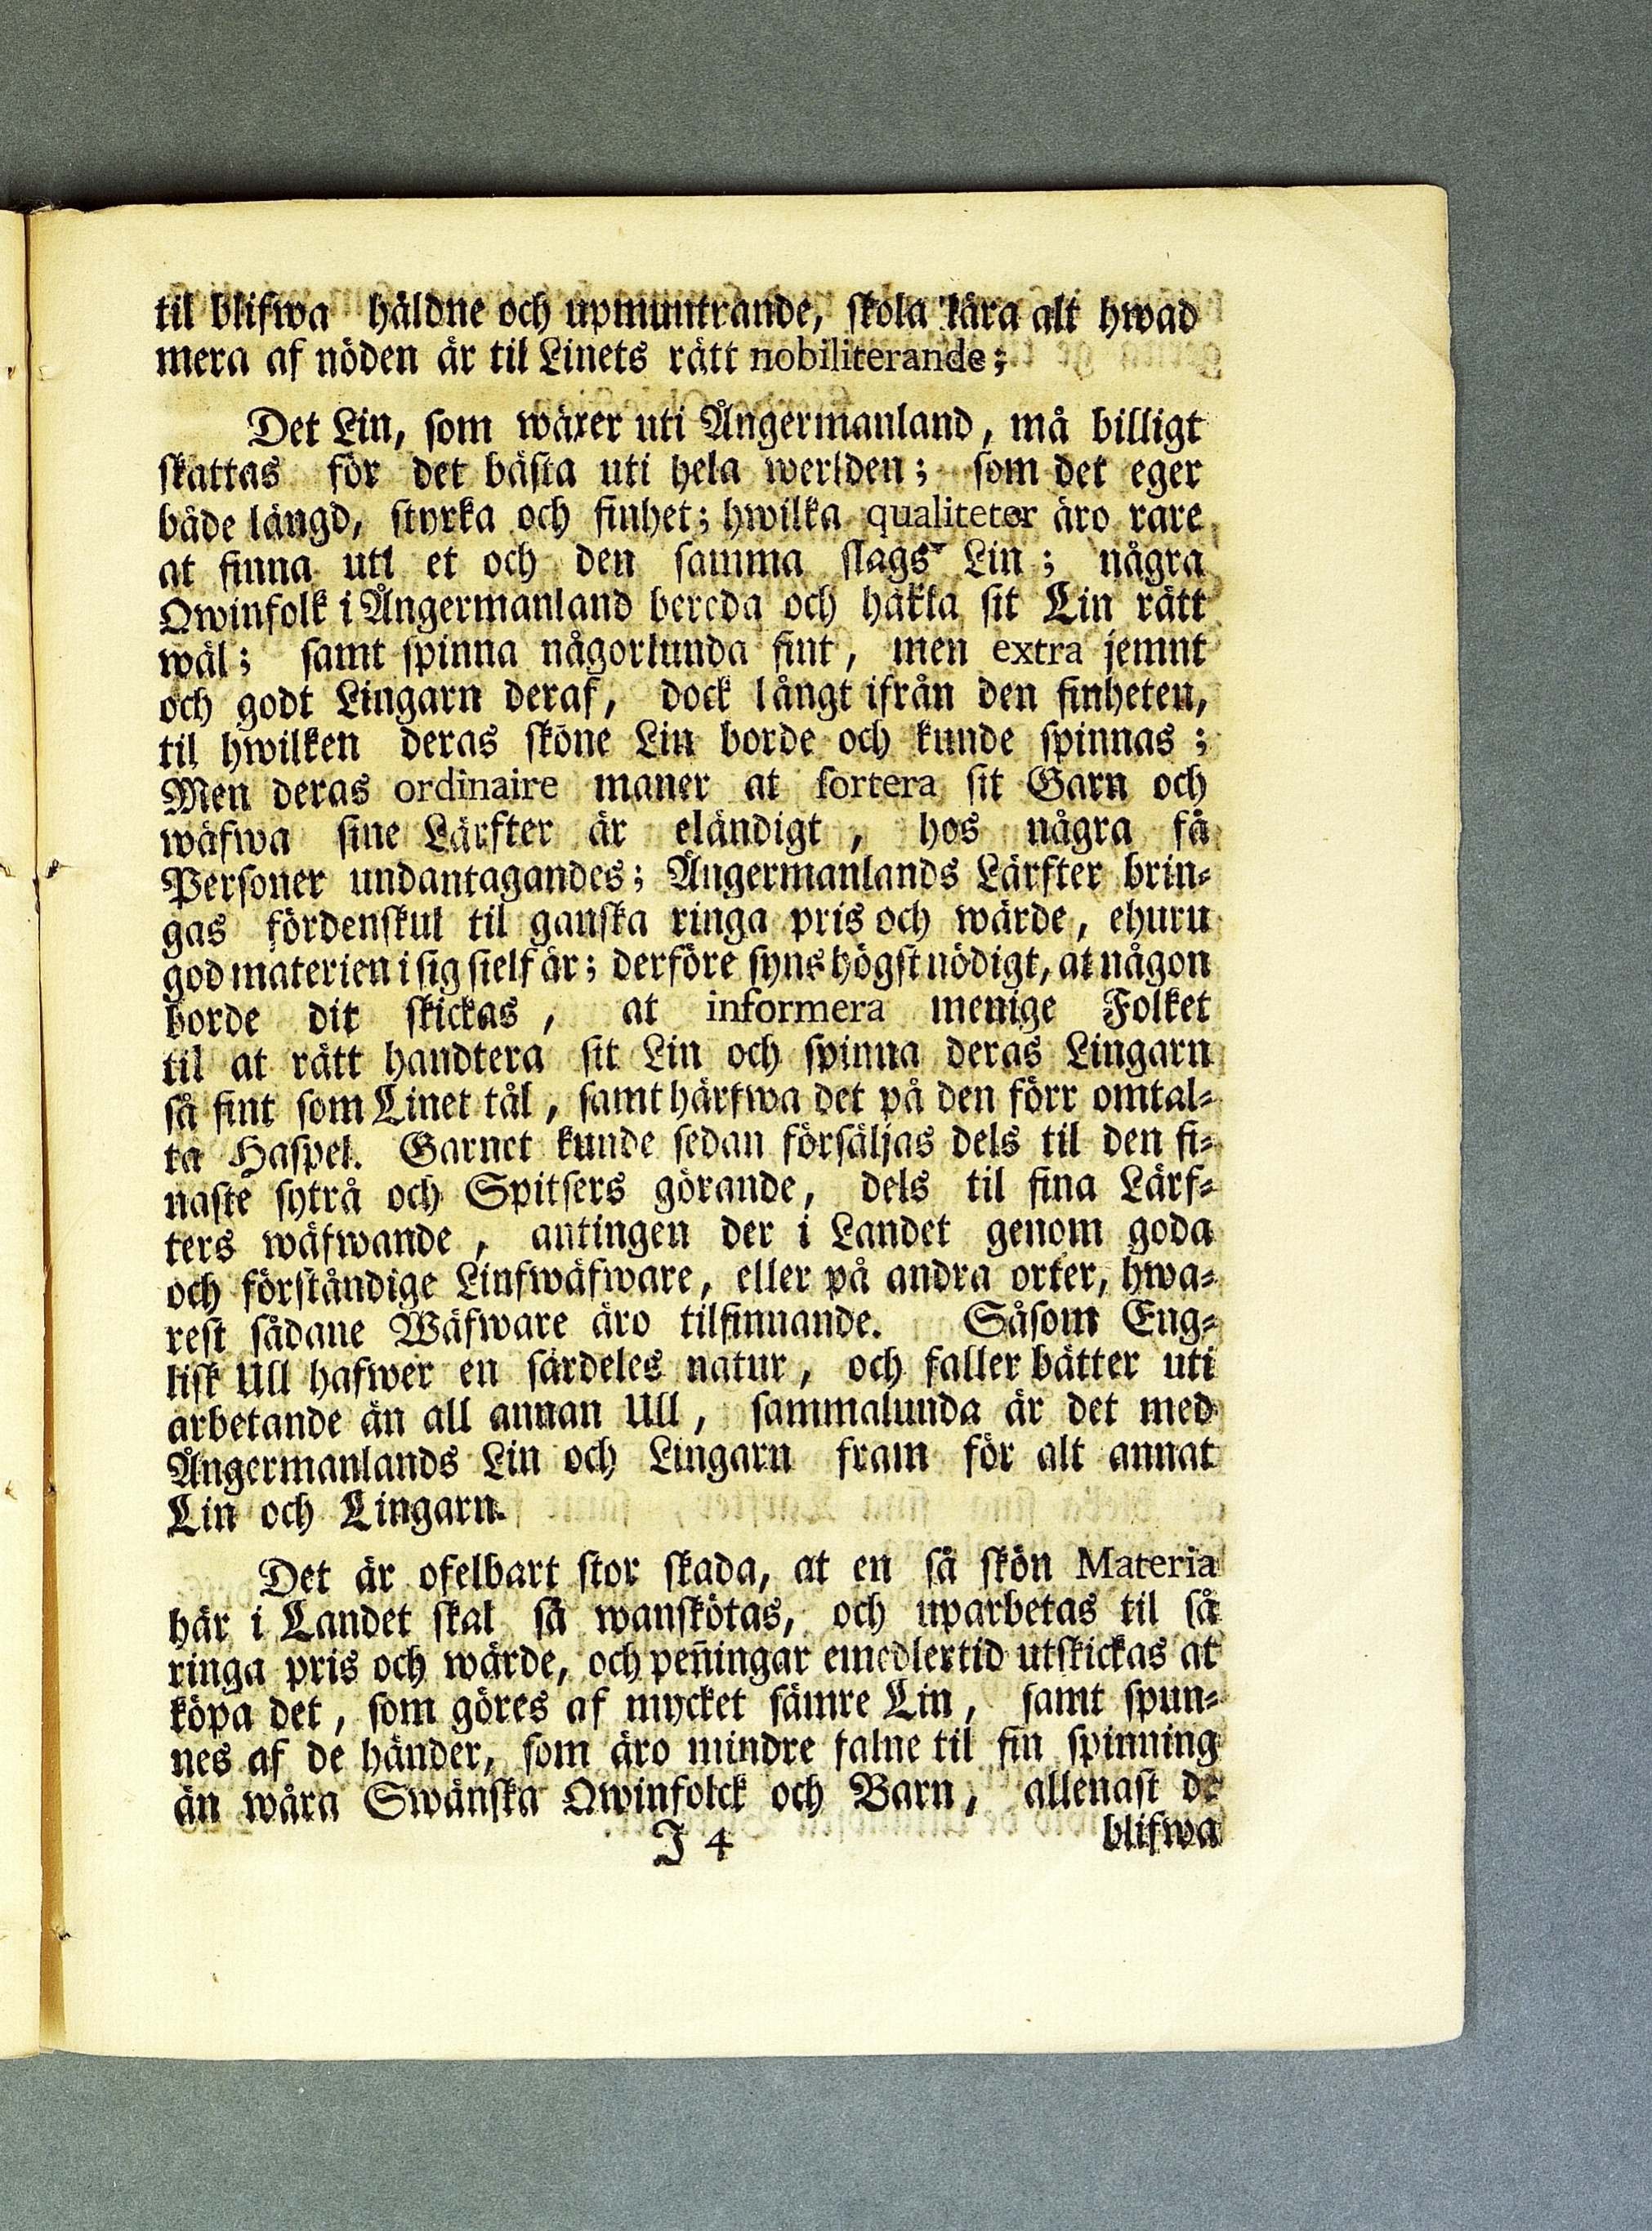 til blifwa håldne och upmuntrande, skola lära alt hwad
mera af nöden är til Linets rätt nobiliterande;
Det Lin, som wäxer uti Ångermanland, må billigt
skattas för det bästa uti hela werlden; som det eger
både längd, styrka och finhet; hwilka qualiteter äro rare
at finna uti et och den samma slags Lin; några
Qwinfolk i Ångermanland bereda och häkla sit Lin rätt
wäl; samt spinna någorlunda fint, men extra jemnt
och godt Lingarn deraf, dock långt ifrån den finheten,
til hwilken deras sköne Lin borde och kunde spinnas;
Men deras ordinaire maner at sortera sit Garn och
wäfwa sine Lärfter är eländigt, hos några få
Personer undantagandes; Ångermanlands Lärfter brin-
gas fördenskul til ganska ringa pris och wärde, ehuru
god materien i sig sielf är; derföre syns högst nödigt, at någon
borde dit skickas, at informera menige Folket
til at rätt handtera sit Lin och spinna deras Lingarn
så fint som Linet tål, samt härfwa det på den förr omtal-
ta Haspel. Garnet kunde sedan försäljas dels til den fi-
naste sytrå och Spitsers görande, dels til fina Lärf-
ters wäfwande, antingen der i Landet genom goda
och förståndige Linfwäfware, eller på andra orter, hwa-
rest sådane Wäfware äro tilfinnande. Såsom Eng-
lisk Ull hafwer en särdeles natur, och faller bätter uti
arbetande än all annan Ull, sammalunda är det med
Ångermanlands Lin och Lingarn fram för alt annat
Lin och Lingarn.
Det är ofelbart stor skada, at en så skön Materia
här i Landet skal så wanskötas, och uparbetas til så
ringa pris och wärde, och peñingar emedlertid utskickas at
köpa det, som göres af mycket sämre Lin, samt spun-
nes af de händer, som äro mindre falne til fin spinning
än wåra Swänska Qwinfolck och Barn, allenast de
J 4 blifwa